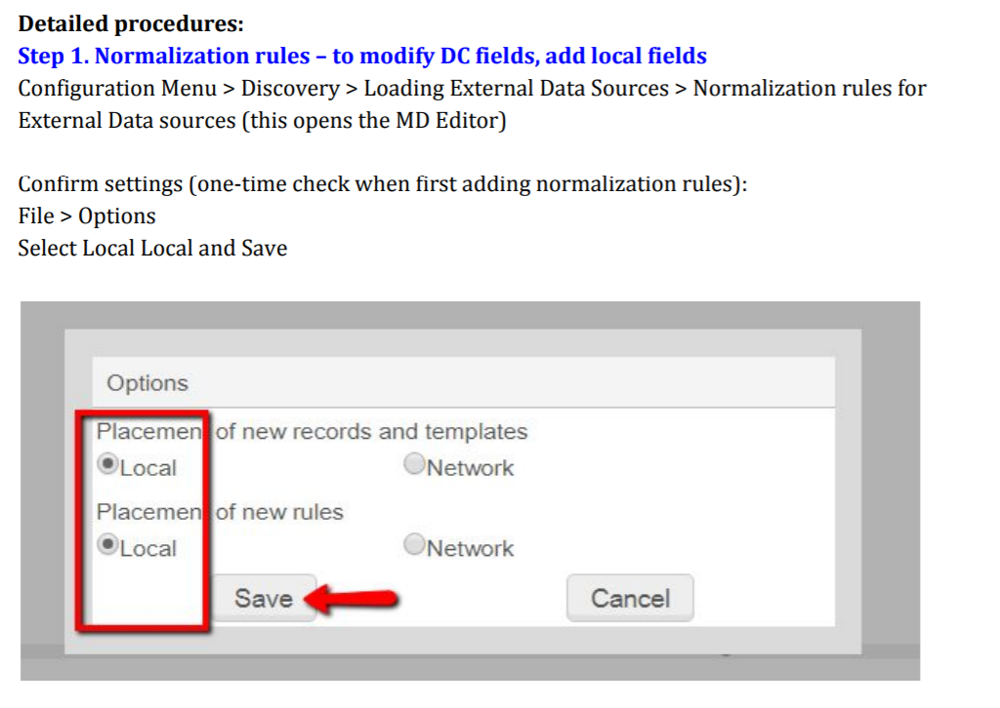 Detailed procedures:
Step 1. Normalization rules – to modify DC fields, add local fields
Configuration Menu > Discovery > Loading External Data Sources > Normalization rules for
External Data sources (this opens the MD Editor)
Confirm settings (one-time check when first adding normalization rules):
File > Options
Select Local Local and Save
Options
Placemen of new records and templates
Local Network
Placemen of new rules
Local Network
Save Cancel